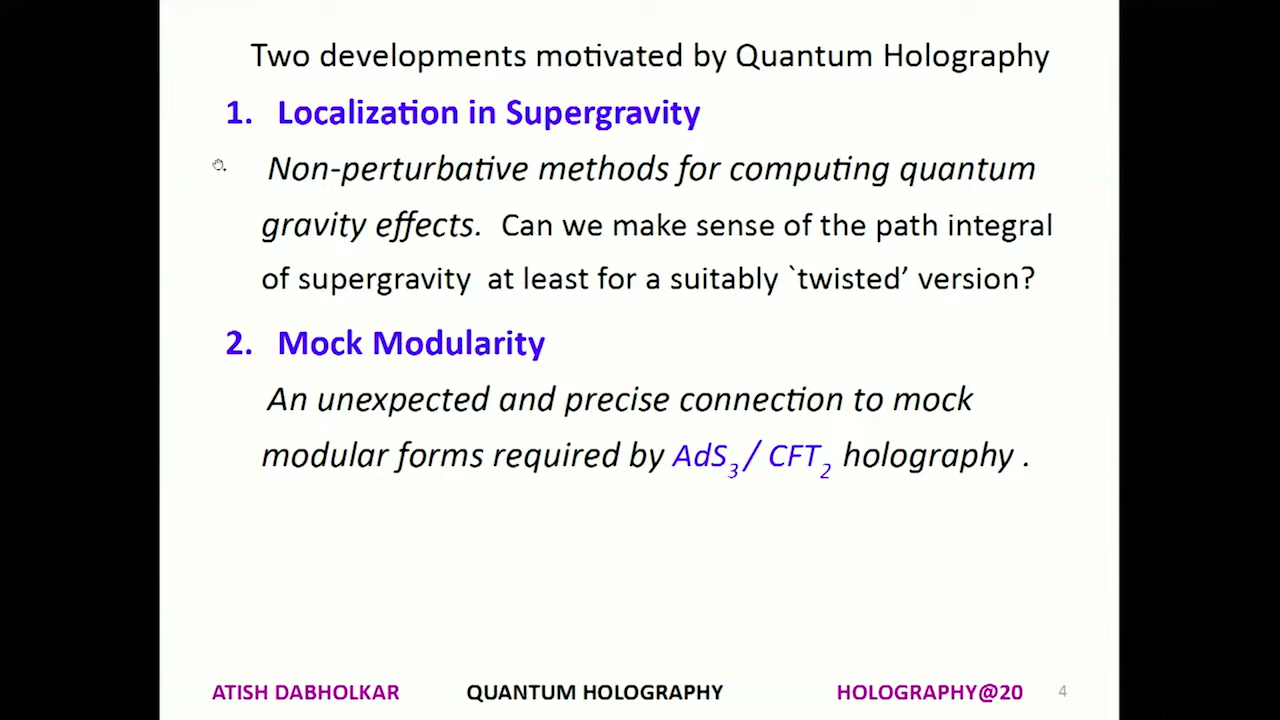 Two developments motivated by Quantum Holography
1. Localization in Supergravity
Non-perturbative methods for computing quantum
gravity effects. Can we make sense of the path integral
of supergravity at least for a suitably `twisted’ version?
2. Mock Modularity
An unexpected and precise connection to mock
modular forms required by AdS3 / CFT2 holography .
ATISH DABHOLKAR QUANTUM HOLOGRAPHY HOLOGRAPHY@20 4